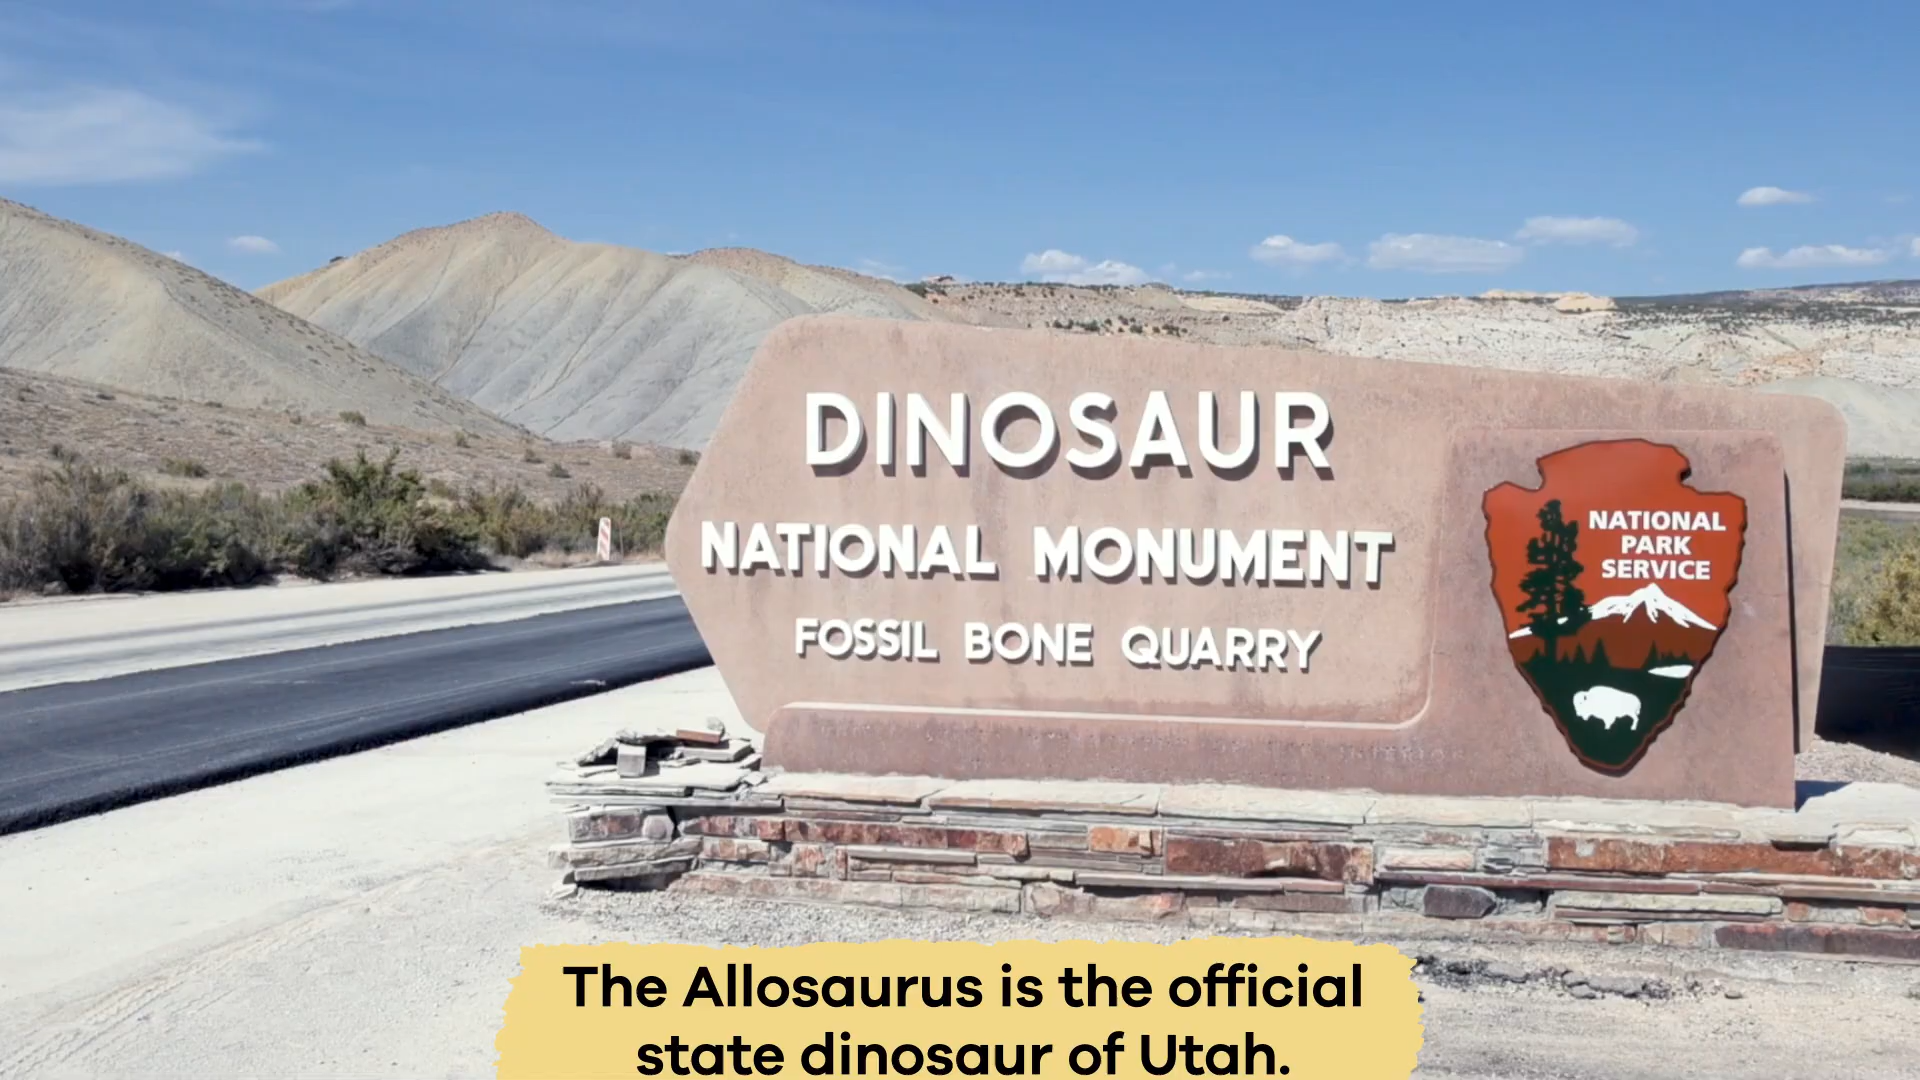 DINOSAUR
NATIONAL MONUMENT
FOSSIL BONE QUARRY
NATIONAL
PARK
SERVICE
The Allosaurus is the official
state dinosaur of Utah.